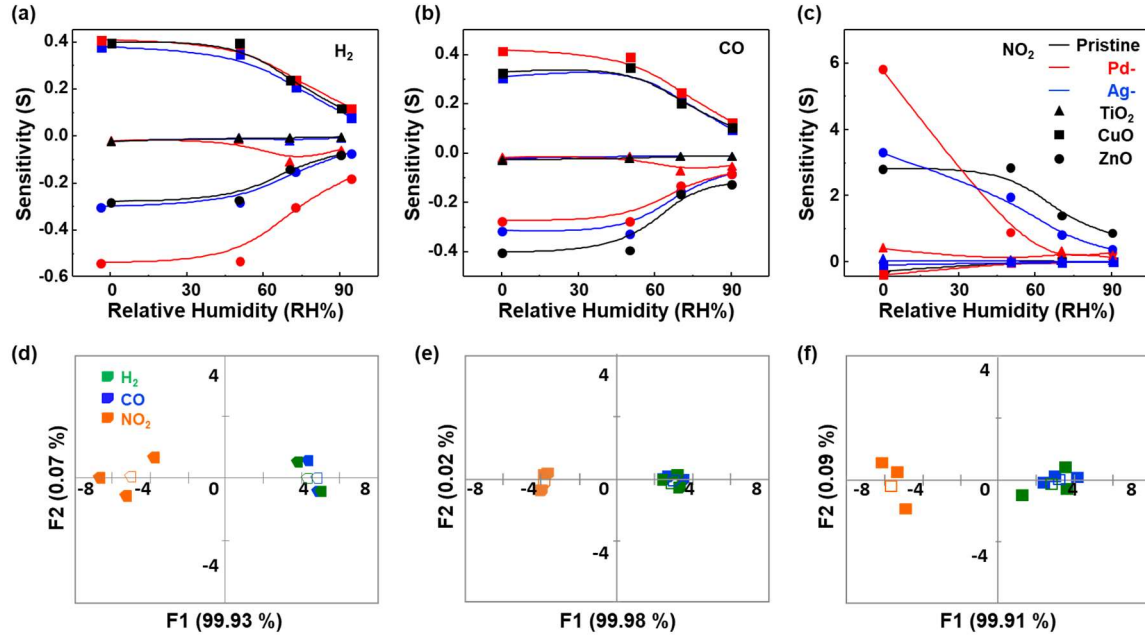 (a)
H₂
0.4
0.2
0.0
-0.2
-0.4
-0.6
Sensitivity (S)
0
30
60
90
Relative Humidity (RH%)
(b)
CO
0.4
0.2
0.0
-0.2
-0.4
Sensitivity (S)
0
30
60
90
Relative Humidity (RH%)
(c)
NO₂
Pristine
Pd-
Ag-
TiO₂
CuO
ZnO
6
4
2
0
Sensitivity (S)
0
30
60
90
Relative Humidity (RH%)
(d)
H₂
CO
NO₂
4
-8
-4
0
4
8
-4
F2 (0.07 %)
F1 (99.93 %)
(e)
4
-8
-4
0
4
8
-4
F2 (0.02 %)
F1 (99.98 %)
(f)
4
-8
-4
0
4
8
-4
F2 (0.09 %)
F1 (99.91 %)